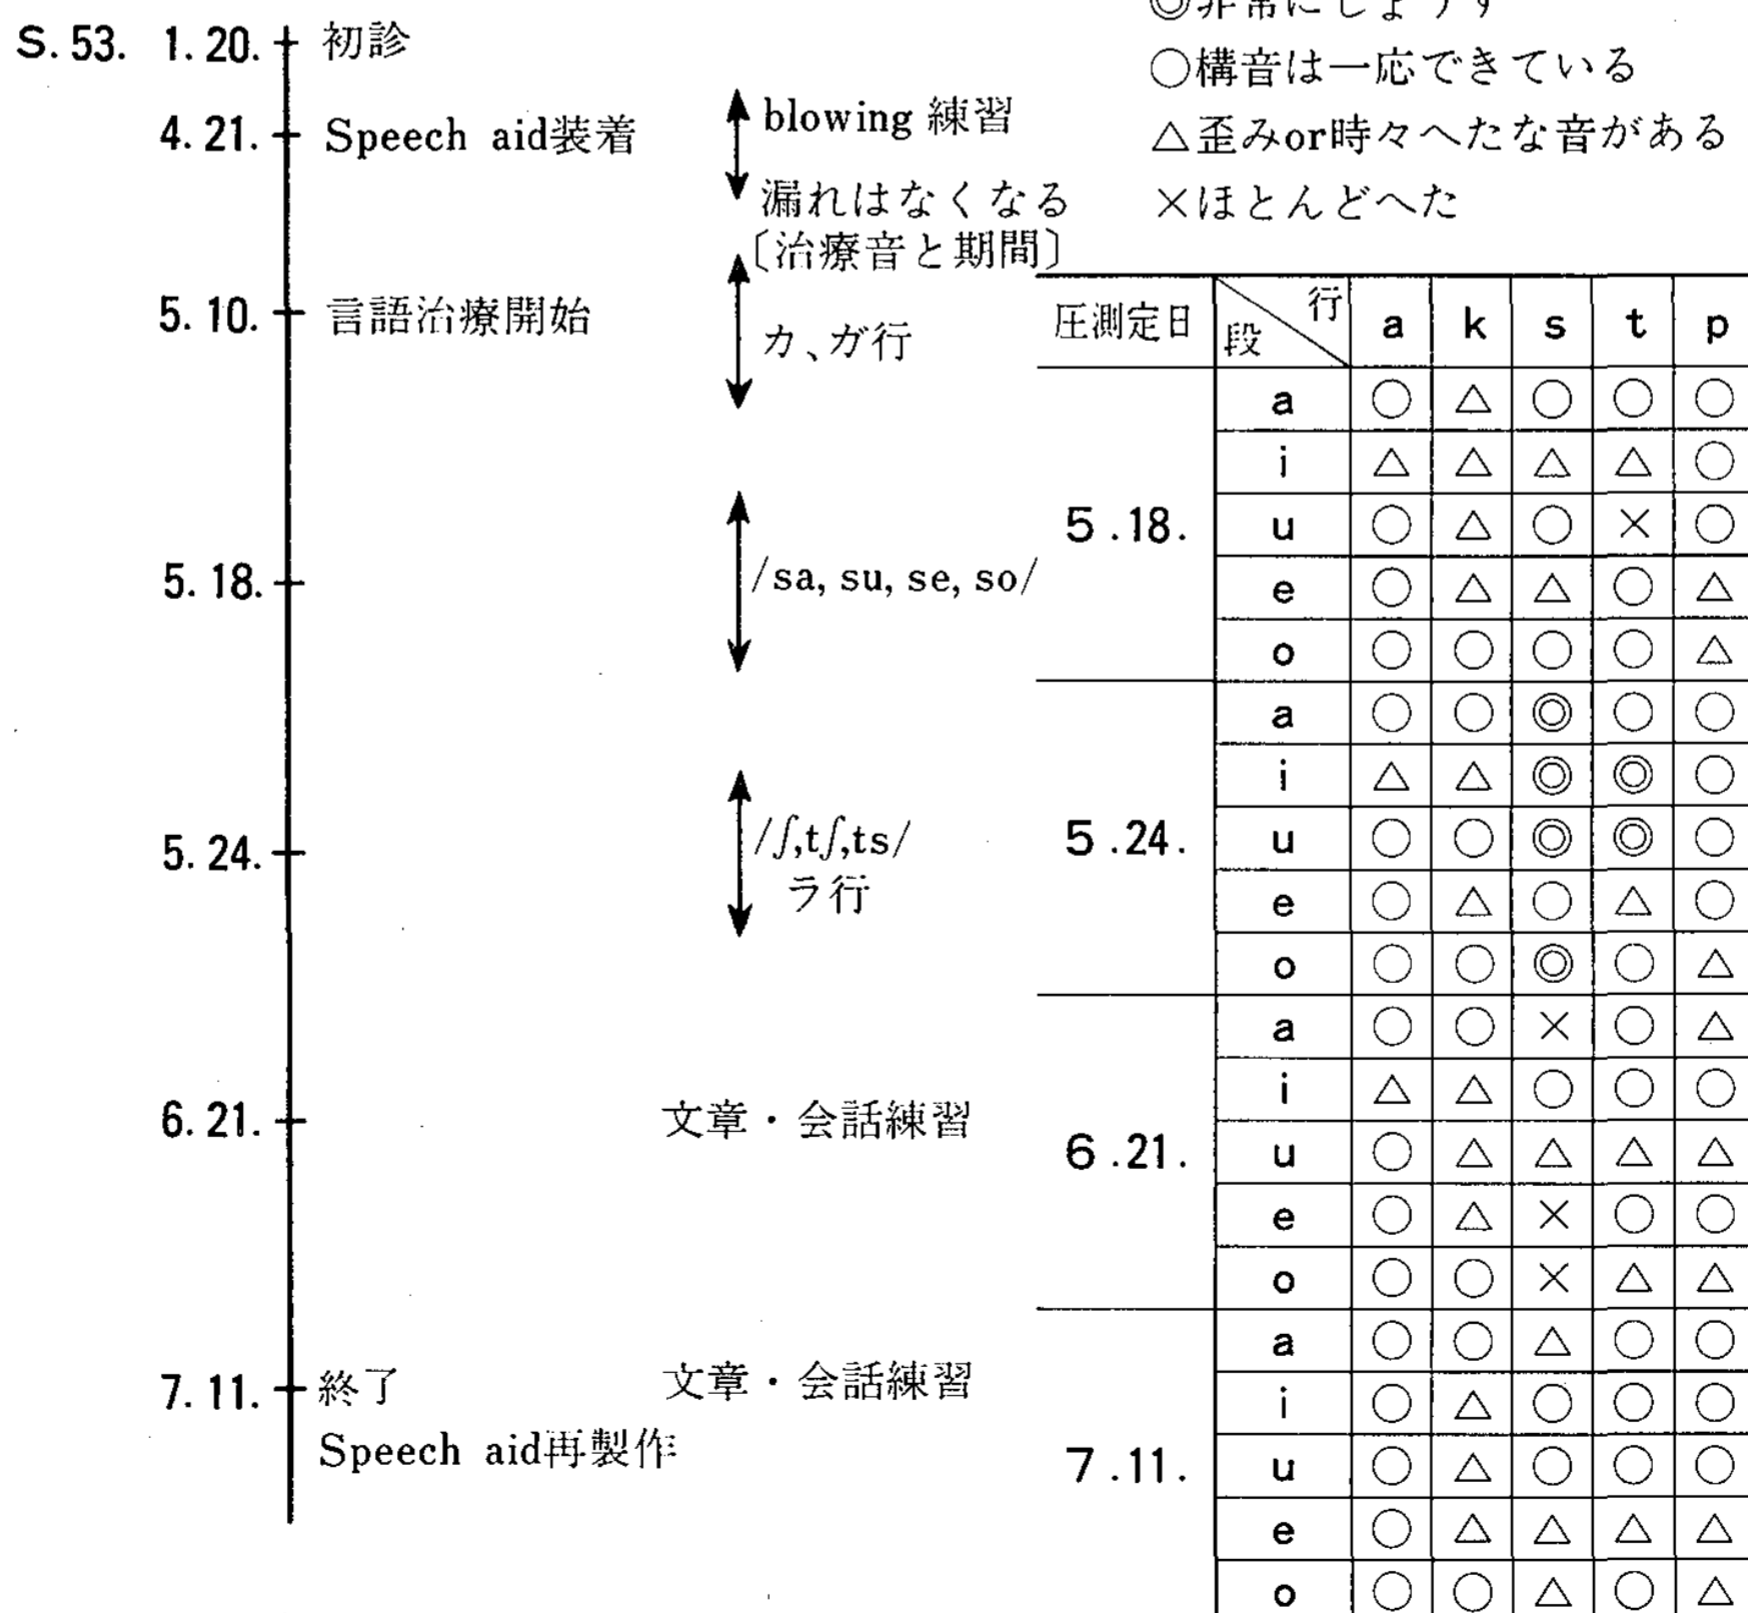 ◎非常にじょうず
○構音は一応できている
△歪みor時々へたな音がある
×ほとんどへた
S.53. 1.20. 初診
4.21. Speech aid装着
blowing 練習
漏れはなくなる
〔治療音と期間〕
5.10. 言語治療開始
カ、ガ行
5.18.
/sa, su, se, so/
5.24.
/ʃ,tʃ,ts/
ラ行
6.21. 文章・会話練習
7.11. 終了 文章・会話練習
Speech aid再製作
圧測定日 段 行 a k s t p
5.18.
a ○ △ ○ ○ ○
i △ △ △ △ ○
u ○ △ ○ × ○
e ○ △ △ ○ △
o ○ ○ ○ ○ △
5.24.
a ○ ○ ◎ ○ ○
i △ △ ◎ ◎ ○
u ○ ○ ◎ ◎ ○
e ○ △ ○ △ ○
o ○ ○ ◎ ○ △
6.21.
a ○ ○ × ○ △
i △ △ ○ ○ ○
u ○ △ △ △ △
e ○ △ × ○ ○
o ○ ○ × △ △
7.11.
a ○ ○ △ ○ ○
i ○ △ ○ ○ ○
u ○ △ ○ ○ ○
e ○ △ △ △ △
o ○ ○ △ ○ △